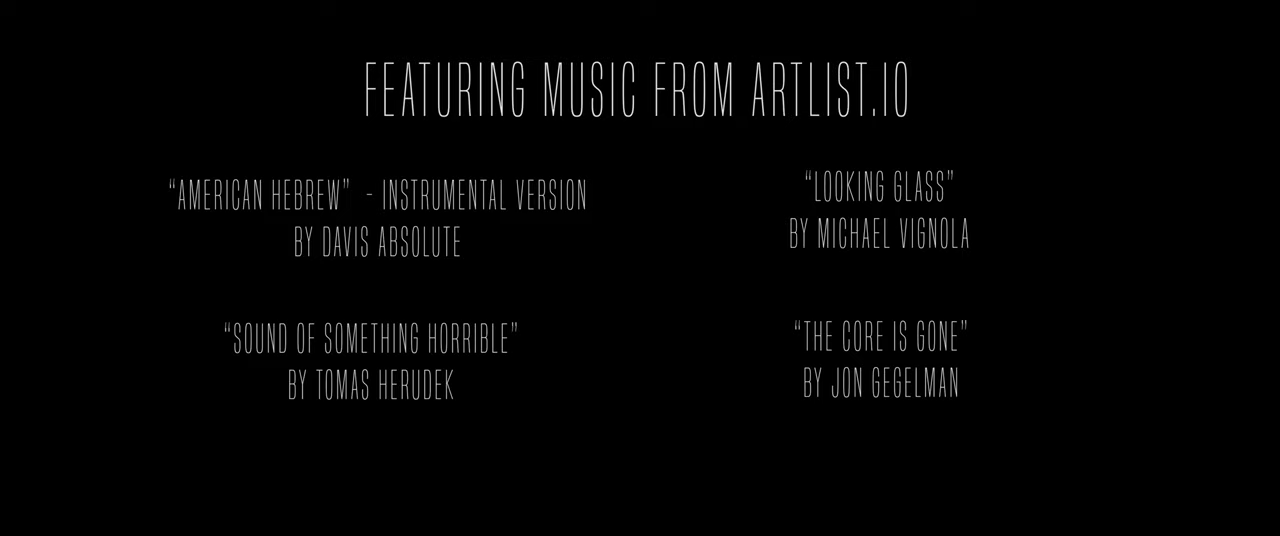 FEATURING MUSIC FROM ARTLIST.IO
“AMERICAN HEBREW” - INSTRUMENTAL VERSION
BY DAVIS ABSOLUTE
“SOUND OF SOMETHING HORRIBLE”
BY TOMAS HERUDEK
“LOOKING GLASS”
BY MICHAEL VIGNOLA
“THE CORE IS GONE”
BY JON GEGELMAN